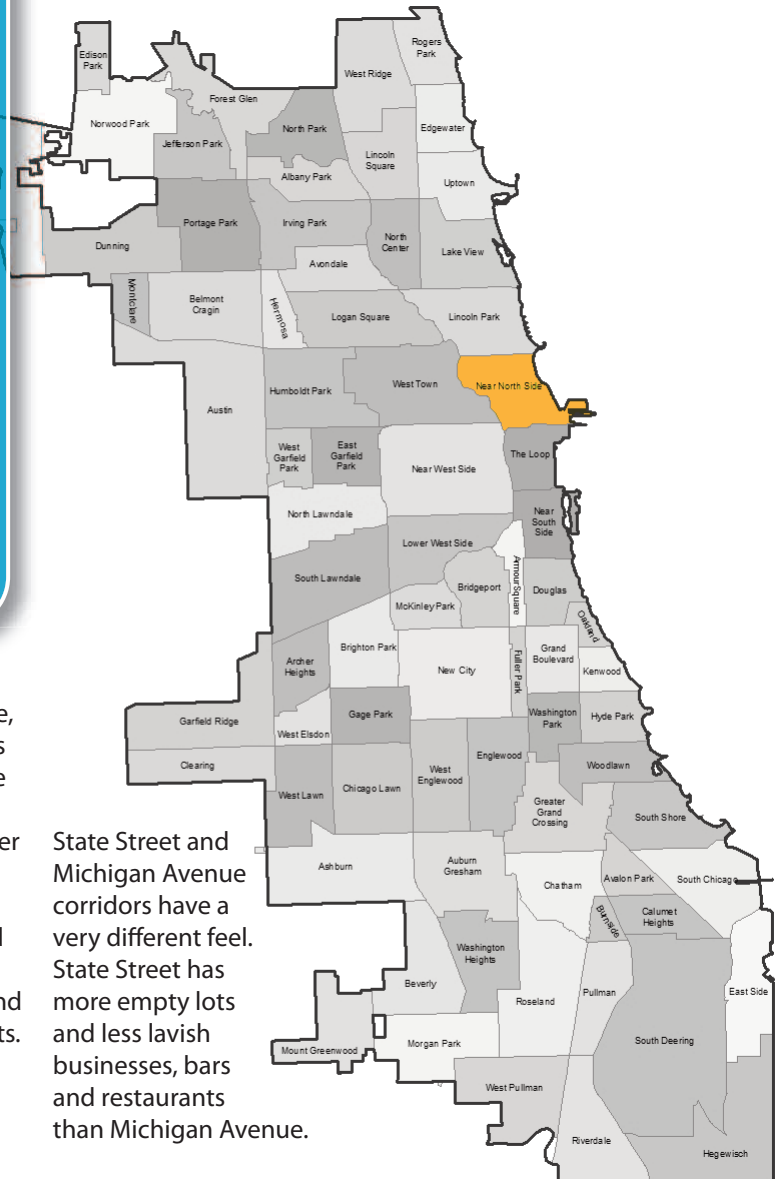 Edison
Park
Rogers
Park
West Ridge
Forest Glen
Norwood Park
North Park
Edgewater
Jefferson Park
Lincoln
Square
Albany Park
Uptown
Portage Park
Irving Park
North
Center
Dunning
Lake View
Avondale
Montclare
Belmont
Cragin
Hermosa
Logan Square
Lincoln Park
Humboldt Park
West Town
Near North Side
Austin
West
Garfield
Park
East
Garfield
Park
Near West Side
The Loop
North Lawndale
Near
South
Side
Lower West Side
South Lawndale
Bridgeport
ArmourSquare
Douglas
McKinley Park
Oakland
Brighton Park
Grand
Boulevard
Archer
Heights
New City
Fuller Park
Kenwood
Garfield Ridge
Gage Park
Washington
Park
Hyde Park
West Elsdon
Clearing
West
Englewood
Englewood
Woodlawn
West Lawn
Chicago Lawn
Greater
Grand
Crossing
South Shore
Ashburn
Auburn
Gresham
Chatham
Avalon Park
South Chicago
Burnside
Calumet
Heights
Washington
Heights
Beverly
Roseland
Pullman
East Side
Mount Greenwood
Morgan Park
South Deering
West Pullman
Riverdale
Hegewisch
State Street and
Michigan Avenue
corridors have a
very different feel.
State Street has
more empty lots
and less lavish
businesses, bars
and restaurants
than Michigan Avenue.